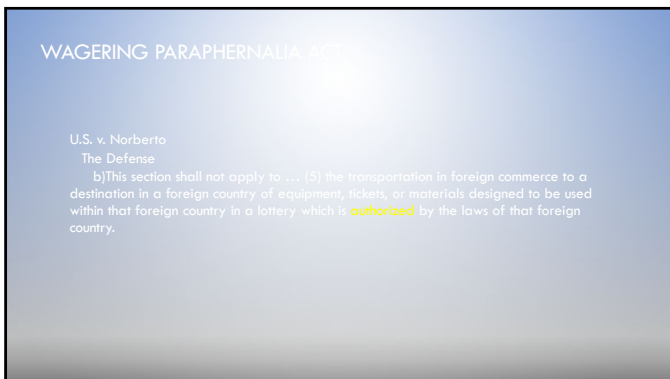 WAGERING PARAPHERNALIA ACT
U.S. v. Norberto
The Defense
b)This section shall not apply to … (5) the transportation in foreign commerce to a
destination in a foreign country of equipment, tickets, or materials designed to be used
within that foreign country in a lottery which is authorized by the laws of that foreign
country.